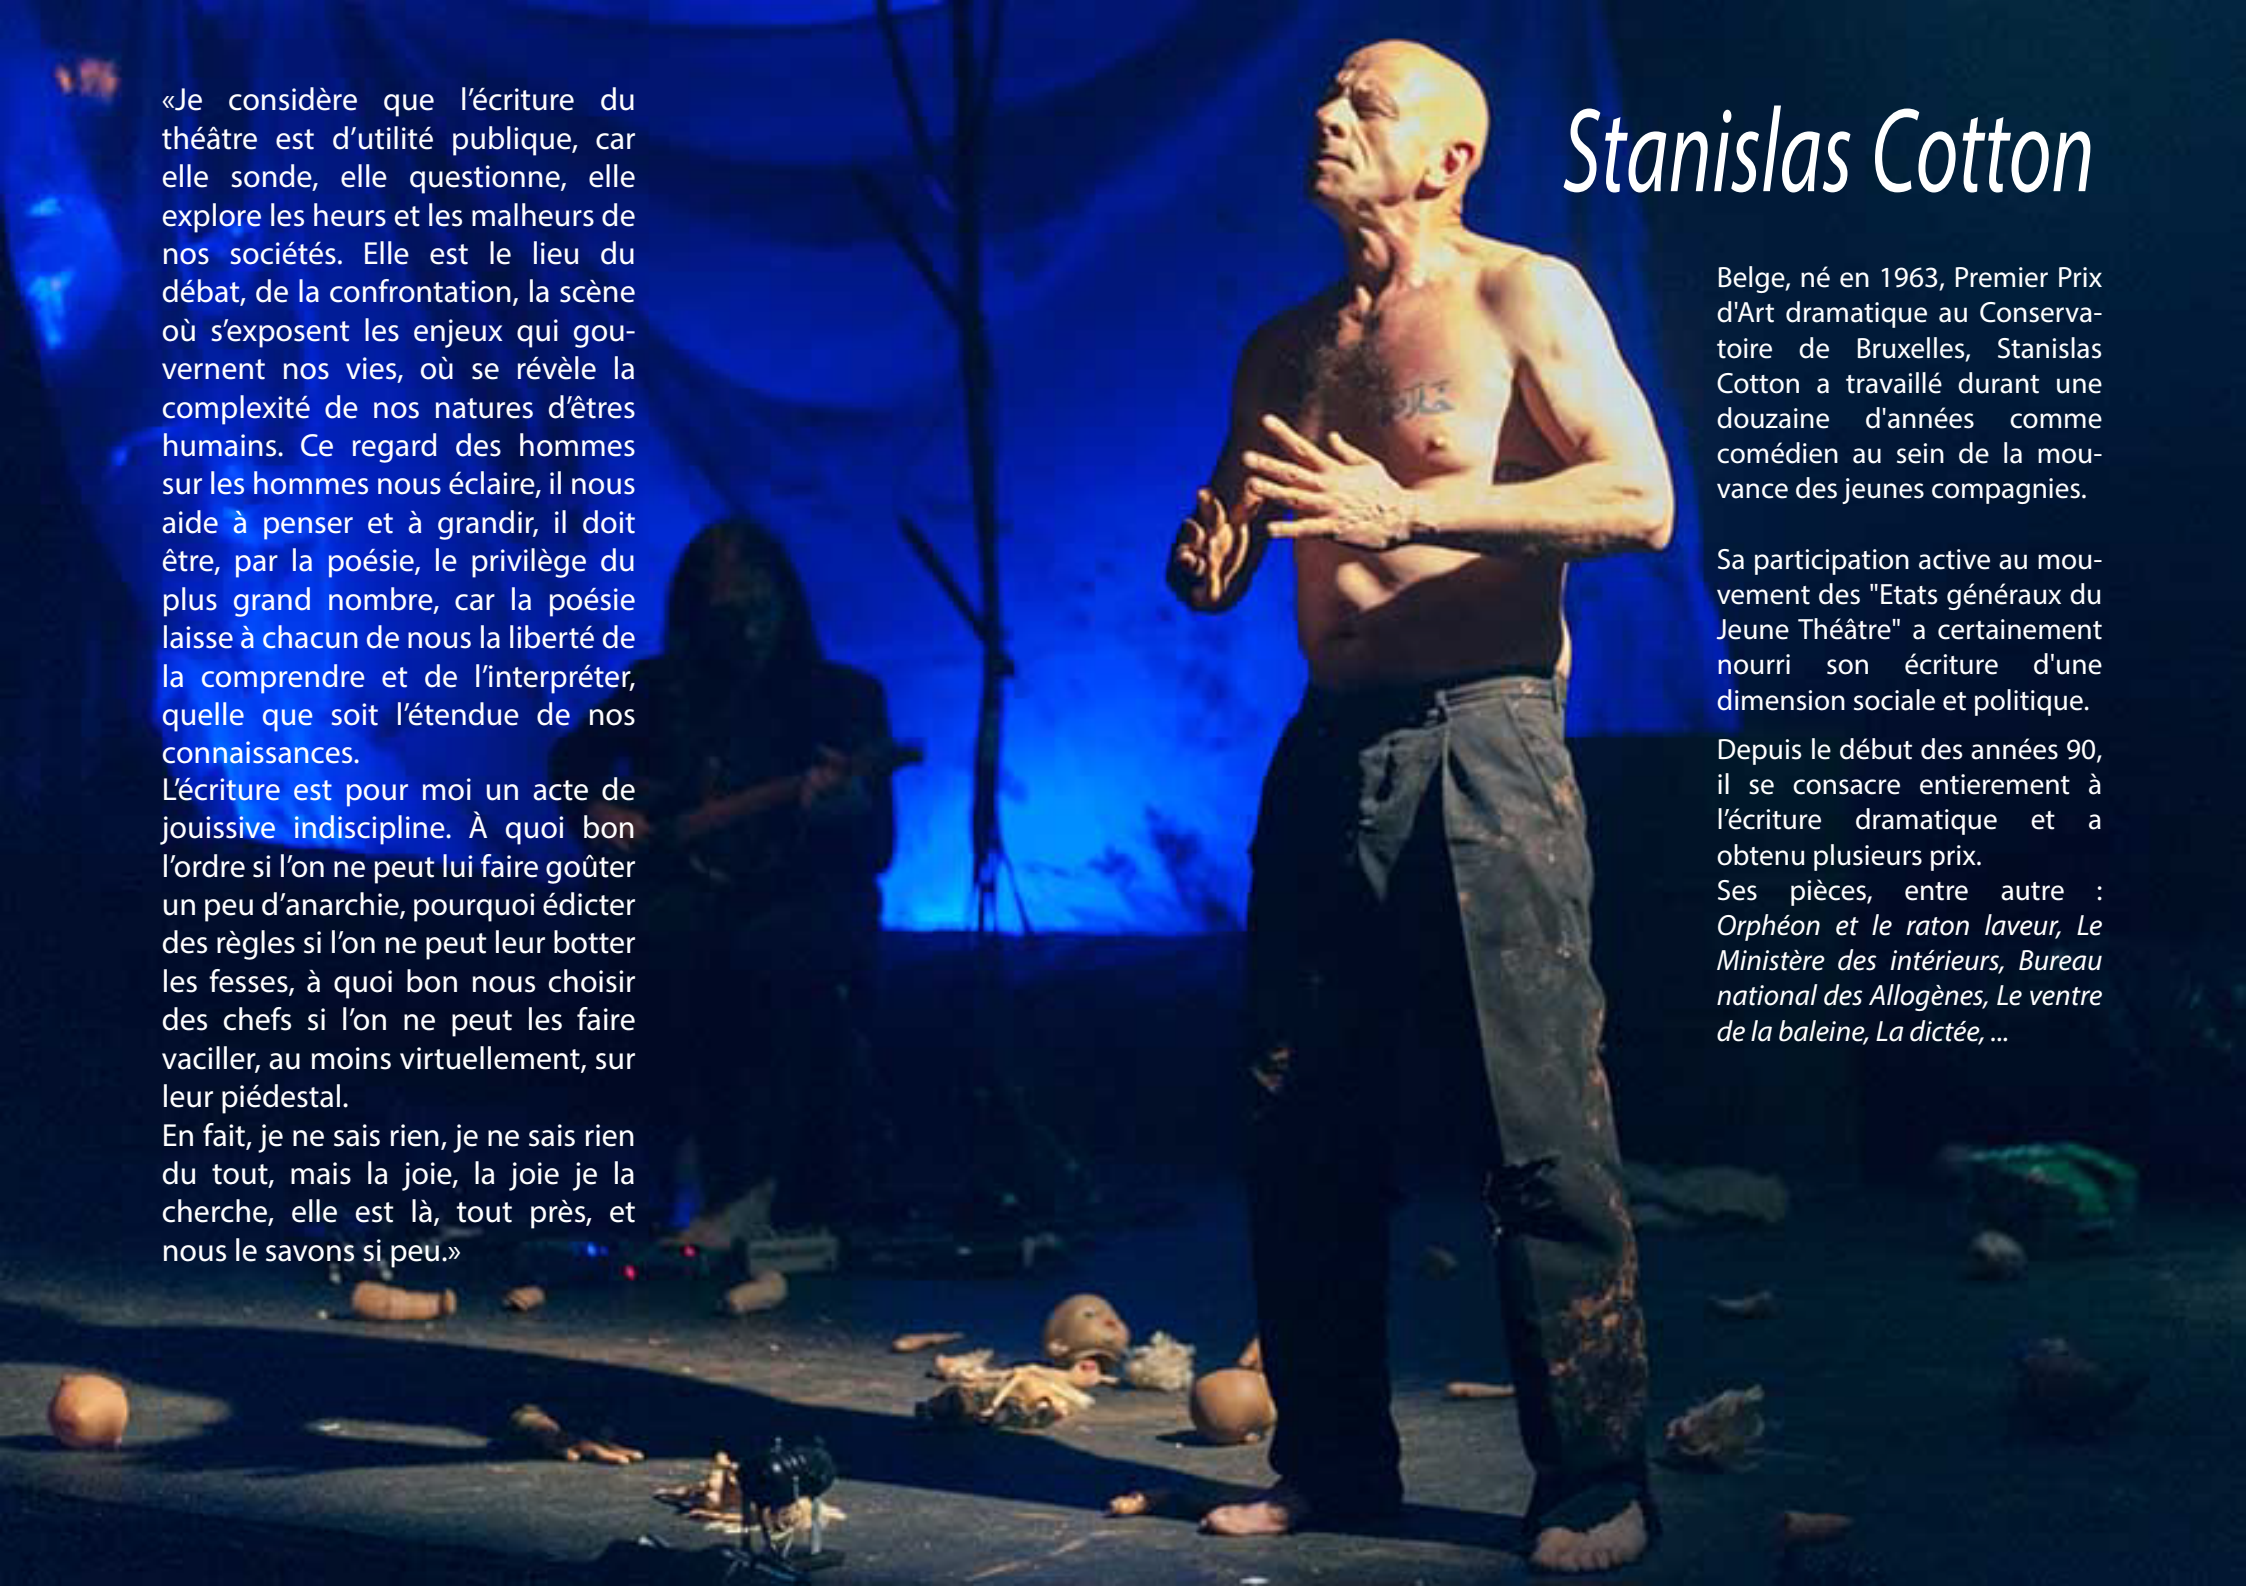 «Je considère que l’écriture du
théâtre est d’utilité publique, car
elle sonde, elle questionne, elle
explore les heurs et les malheurs de
nos sociétés. Elle est le lieu du
débat, de la confrontation, la scène
où s’exposent les enjeux qui gou-
vernent nos vies, où se révèle la
complexité de nos natures d’êtres
humains. Ce regard des hommes
sur les hommes nous éclaire, il nous
aide à penser et à grandir, il doit
être, par la poésie, le privilège du
plus grand nombre, car la poésie
laisse à chacun de nous la liberté de
la comprendre et de l’interpréter,
quelle que soit l’étendue de nos
connaissances.
L’écriture est pour moi un acte de
jouissive indiscipline. À quoi bon
l’ordre si l’on ne peut lui faire goûter
un peu d’anarchie, pourquoi édicter
des règles si l’on ne peut leur botter
les fesses, à quoi bon nous choisir
des chefs si l’on ne peut les faire
vaciller, au moins virtuellement, sur
leur piédestal.
En fait, je ne sais rien, je ne sais rien
du tout, mais la joie, la joie je la
cherche, elle est là, tout près, et
nous le savons si peu.»
Stanislas Cotton
Belge, né en 1963, Premier Prix
d'Art dramatique au Conserva-
toire de Bruxelles, Stanislas
Cotton a travaillé durant une
douzaine d'années comme
comédien au sein de la mou-
vance des jeunes compagnies.
Sa participation active au mou-
vement des "Etats généraux du
Jeune Théâtre" a certainement
nourri son écriture d'une
dimension sociale et politique.
Depuis le début des années 90,
il se consacre entierement à
l’écriture dramatique et a
obtenu plusieurs prix.
Ses pièces, entre autre :
Orphéon et le raton laveur, Le
Ministère des intérieurs, Bureau
national des Allogènes, Le ventre
de la baleine, La dictée, ...